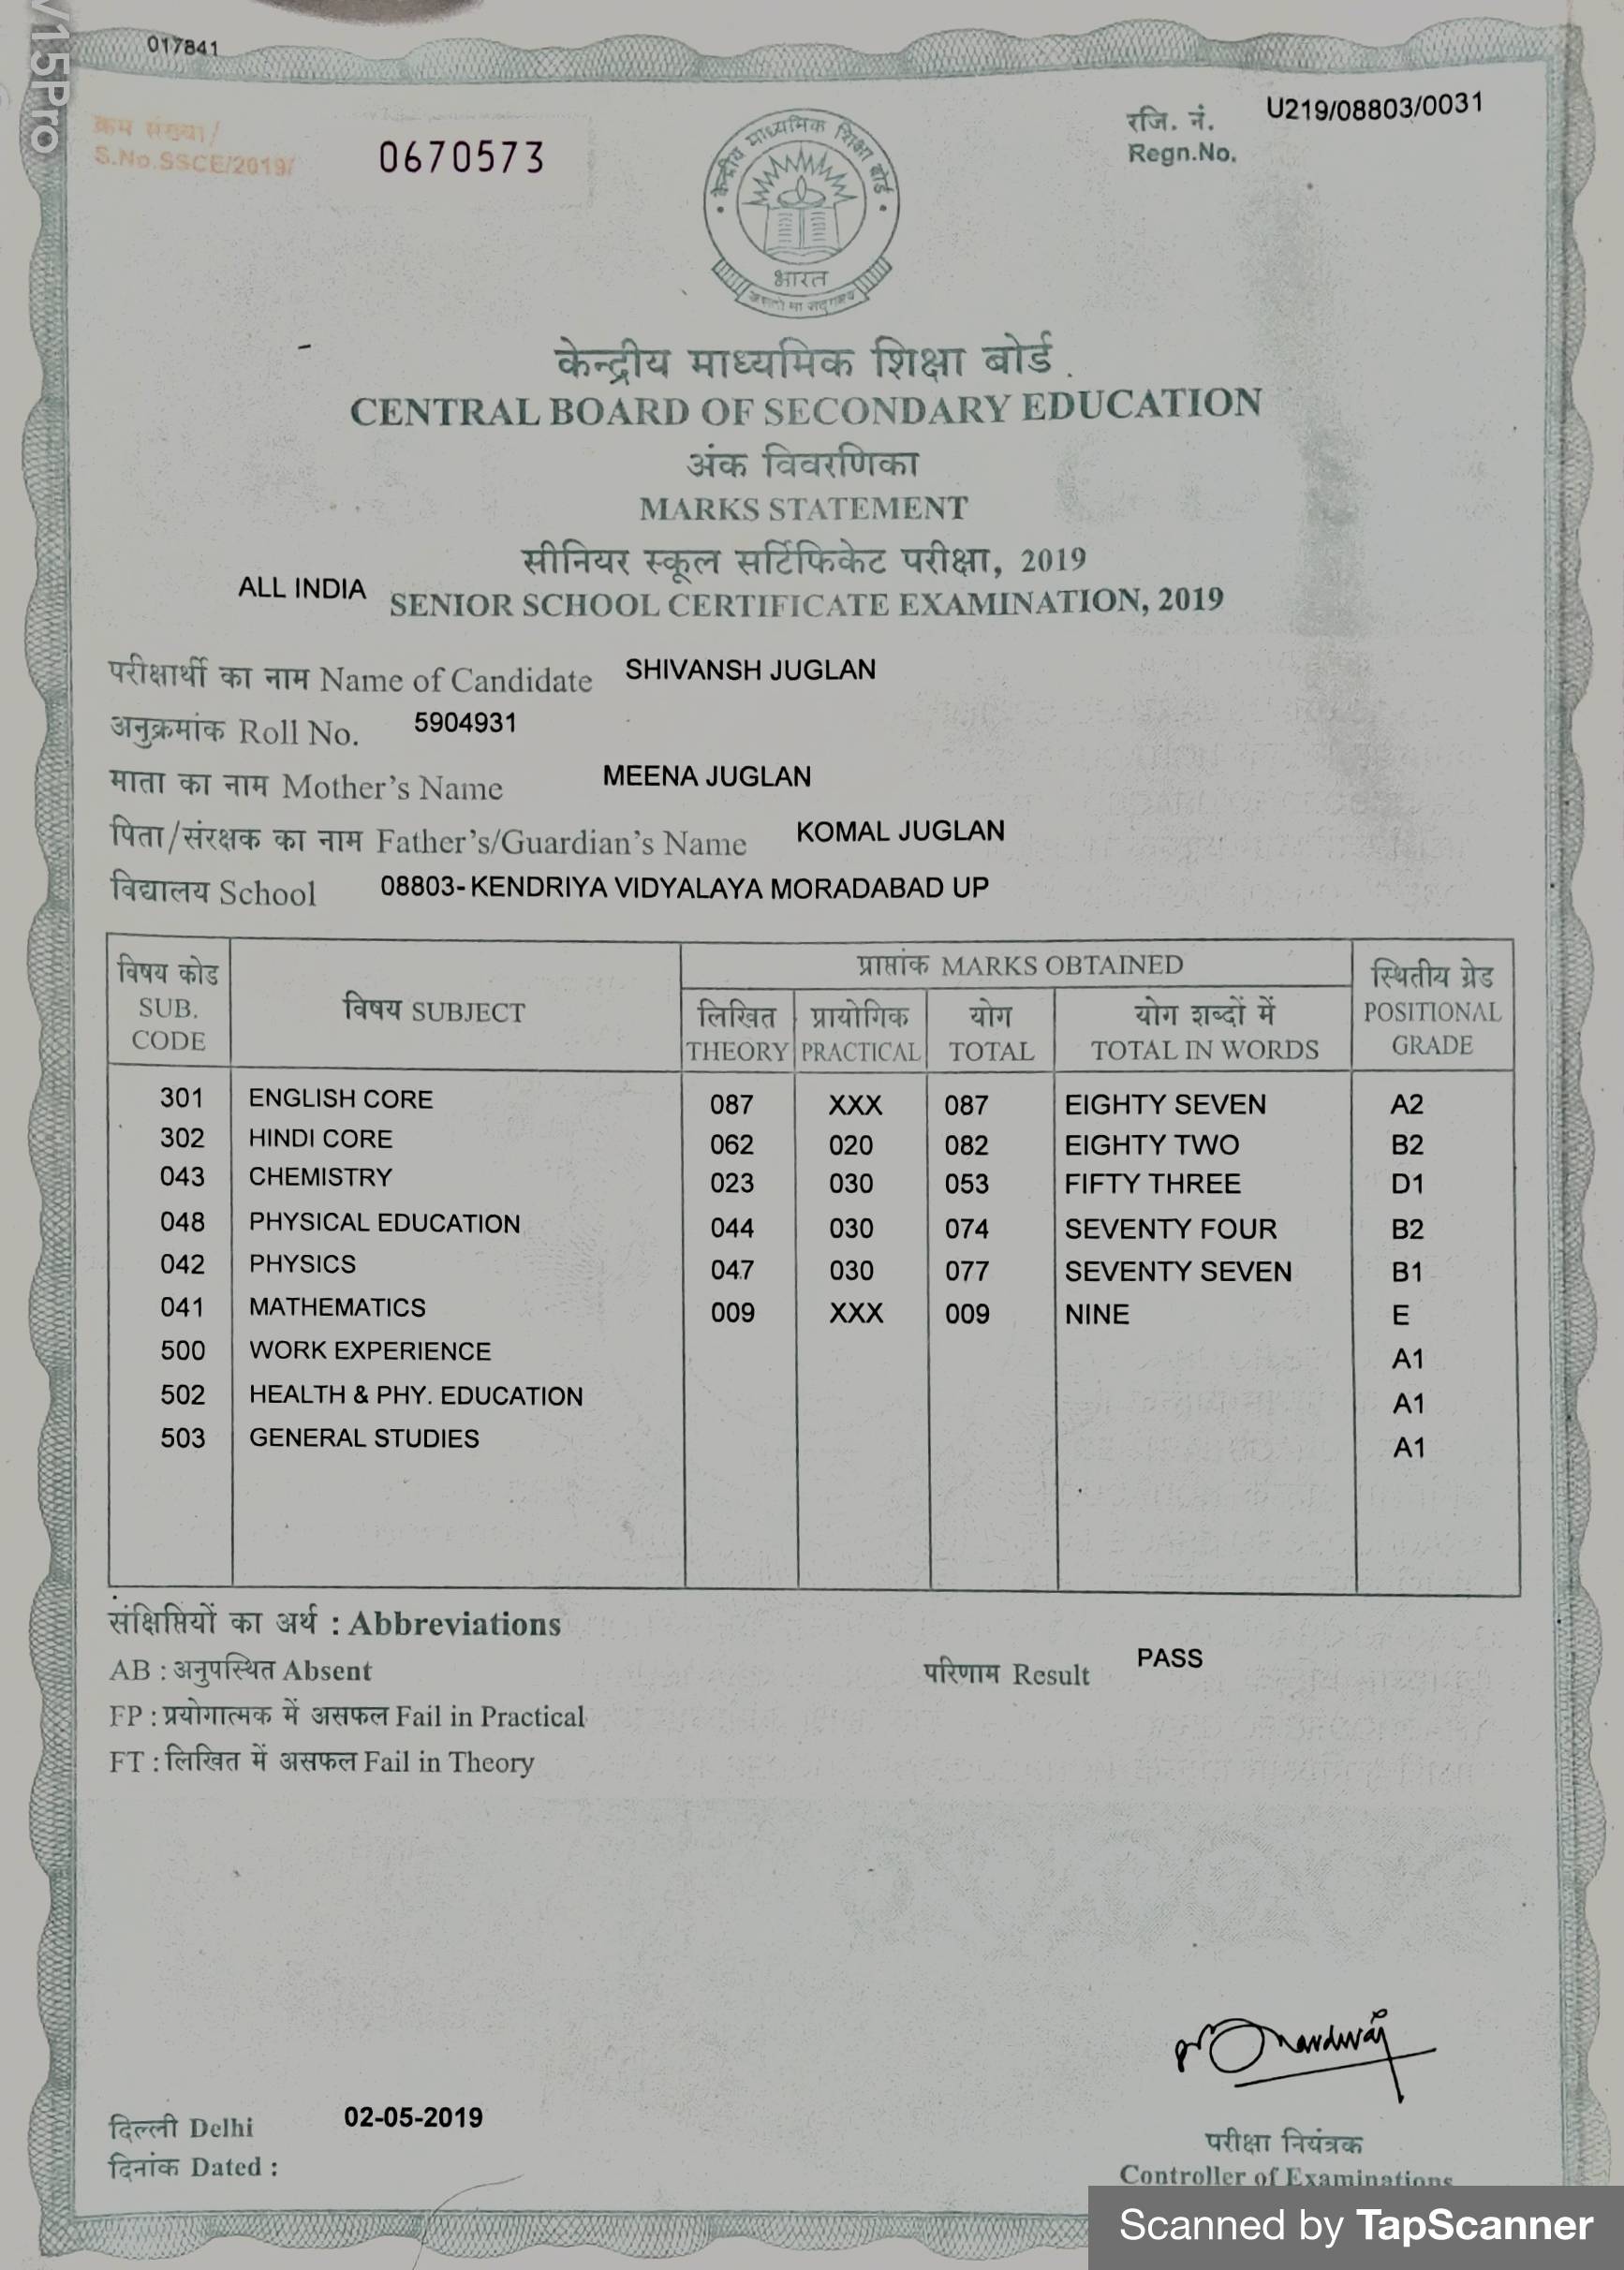 V15Pro
017841
क्रम संख्या/
S.No.SSCE/2019/ 0670573
रजि. नं. U219/08803/0031
Regn.No.
केन्द्रीय माध्यमिक शिक्षा बोर्ड
भारत
असतो मा सद्गमय
केन्द्रीय माध्यमिक शिक्षा बोर्ड
CENTRAL BOARD OF SECONDARY EDUCATION
अंक विवरणिका
MARKS STATEMENT
सीनियर स्कूल सर्टिफिकेट परीक्षा, 2019
ALL INDIA SENIOR SCHOOL CERTIFICATE EXAMINATION, 2019
परीक्षार्थी का नाम Name of Candidate SHIVANSH JUGLAN
अनुक्रमांक Roll No. 5904931
माता का नाम Mother's Name MEENA JUGLAN
पिता/संरक्षक का नाम Father's/Guardian's Name KOMAL JUGLAN
विद्यालय School 08803- KENDRIYA VIDYALAYA MORADABAD UP
विषय कोड विषय SUBJECT प्राप्तांक MARKS OBTAINED स्थितीय ग्रेड
SUB. लिखित प्रायोगिक योग योग शब्दों में POSITIONAL
CODE THEORY PRACTICAL TOTAL TOTAL IN WORDS GRADE
301 ENGLISH CORE 087 XXX 087 EIGHTY SEVEN A2
302 HINDI CORE 062 020 082 EIGHTY TWO B2
043 CHEMISTRY 023 030 053 FIFTY THREE D1
048 PHYSICAL EDUCATION 044 030 074 SEVENTY FOUR B2
042 PHYSICS 047 030 077 SEVENTY SEVEN B1
041 MATHEMATICS 009 XXX 009 NINE E
500 WORK EXPERIENCE A1
502 HEALTH & PHY. EDUCATION A1
503 GENERAL STUDIES A1
संक्षिप्तियों का अर्थ : Abbreviations
AB : अनुपस्थित Absent
परिणाम Result PASS
FP : प्रयोगात्मक में असफल Fail in Practical
FT : लिखित में असफल Fail in Theory
दिल्ली Delhi 02-05-2019
दिनांक Dated :
परीक्षा नियंत्रक
Controller of Examinations
Scanned by TapScanner